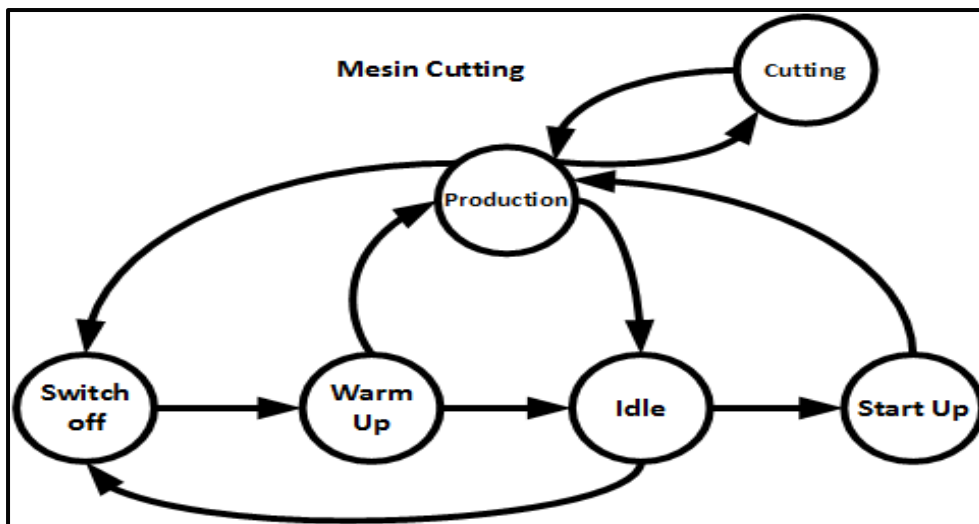 Mesin Cutting
Cutting
Production
Switch
off
Warm
Up
Idle
Start Up